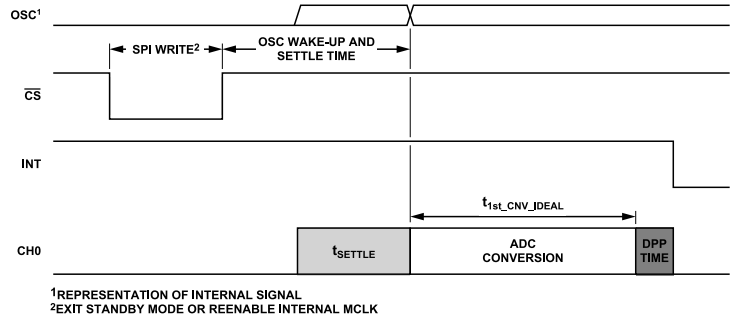 OSC¹
SPI WRITE²
OSC WAKE-UP AND
SETTLE TIME
CS
INT
t1st_CNV_IDEAL
CH0
tSETTLE
ADC
CONVERSION
DPP
TIME
¹REPRESENTATION OF INTERNAL SIGNAL
²EXIT STANDBY MODE OR REENABLE INTERNAL MCLK